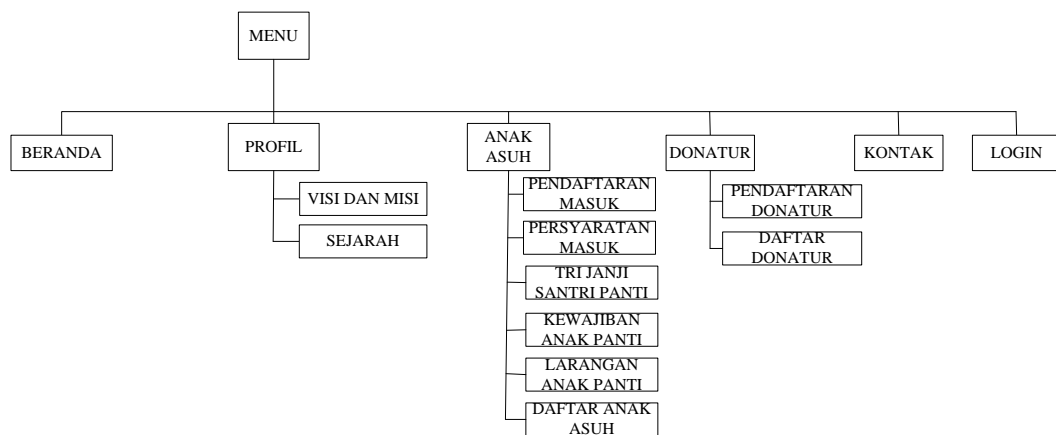 MENU
BERANDA
PROFIL
VISI DAN MISI
SEJARAH
ANAK
ASUH
PENDAFTARAN
MASUK
PERSYARATAN
MASUK
TRI JANJI
SANTRI PANTI
KEWAJIBAN
ANAK PANTI
LARANGAN
ANAK PANTI
DAFTAR ANAK
ASUH
DONATUR
PENDAFTARAN
DONATUR
DAFTAR
DONATUR
KONTAK
LOGIN